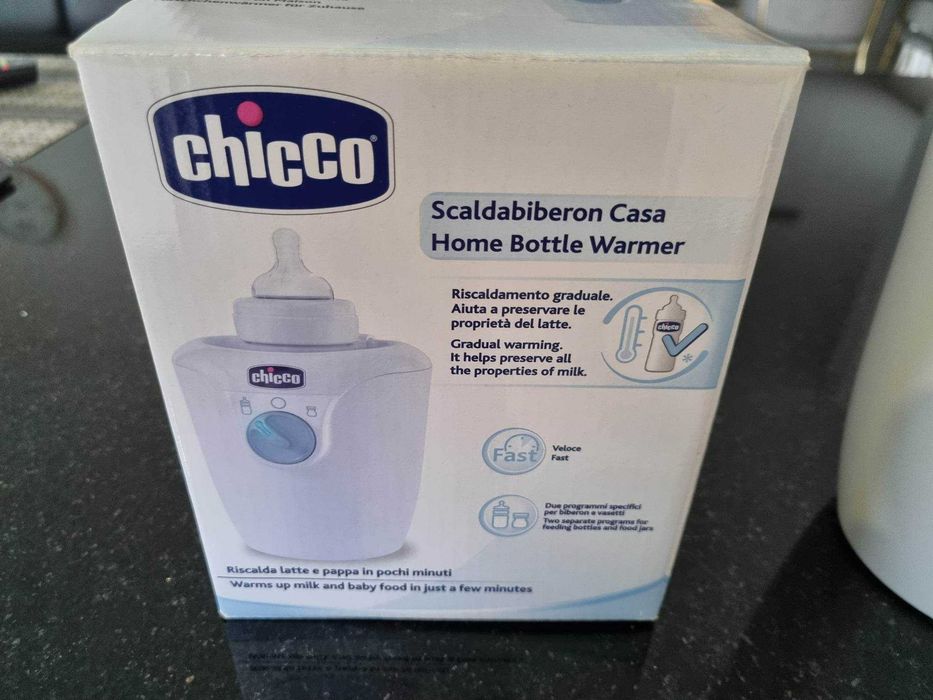 für Zuhause
chicco
Scaldabiberon Casa
Home Bottle Warmer
Riscaldamento graduale.
Aiuta a preservare le
proprietà del latte.
Gradual warming.
It helps preserve all
the properties of milk.
chicco
*
chicco
Fast
Veloce
Fast
Due programmi specifici
per biberon e vasetti
Two separate programs for
feeding bottles and food jars
Riscalda latte e pappa in pochi minuti
Warms up milk and baby food in just a few minutes